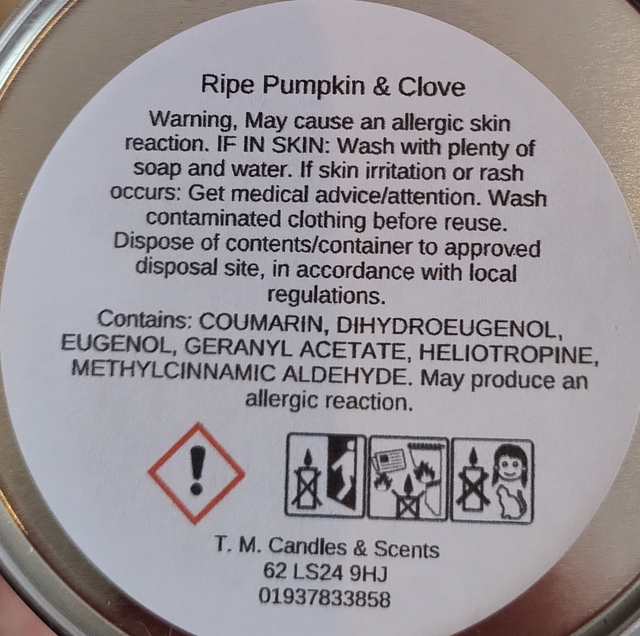 Ripe Pumpkin & Clove
Warning, May cause an allergic skin
reaction. IF IN SKIN: Wash with plenty of
soap and water. If skin irritation or rash
occurs: Get medical advice/attention. Wash
contaminated clothing before reuse.
Dispose of contents/container to approved
disposal site, in accordance with local
regulations.
Contains: COUMARIN, DIHYDROEUGENOL,
EUGENOL, GERANYL ACETATE, HELIOTROPINE,
METHYLCINNAMIC ALDEHYDE. May produce an
allergic reaction.
T. M. Candles & Scents
62 LS24 9HJ
01937833858